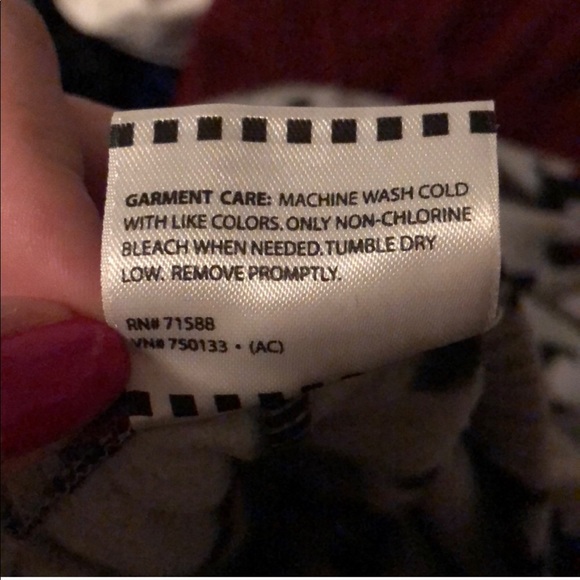 GARMENT CARE: MACHINE WASH COLD
WITH LIKE COLORS. ONLY NON-CHLORINE
BLEACH WHEN NEEDED. TUMBLE DRY
LOW. REMOVE PROMPTLY.
RN# 71588
VN# 750133 • (AC)